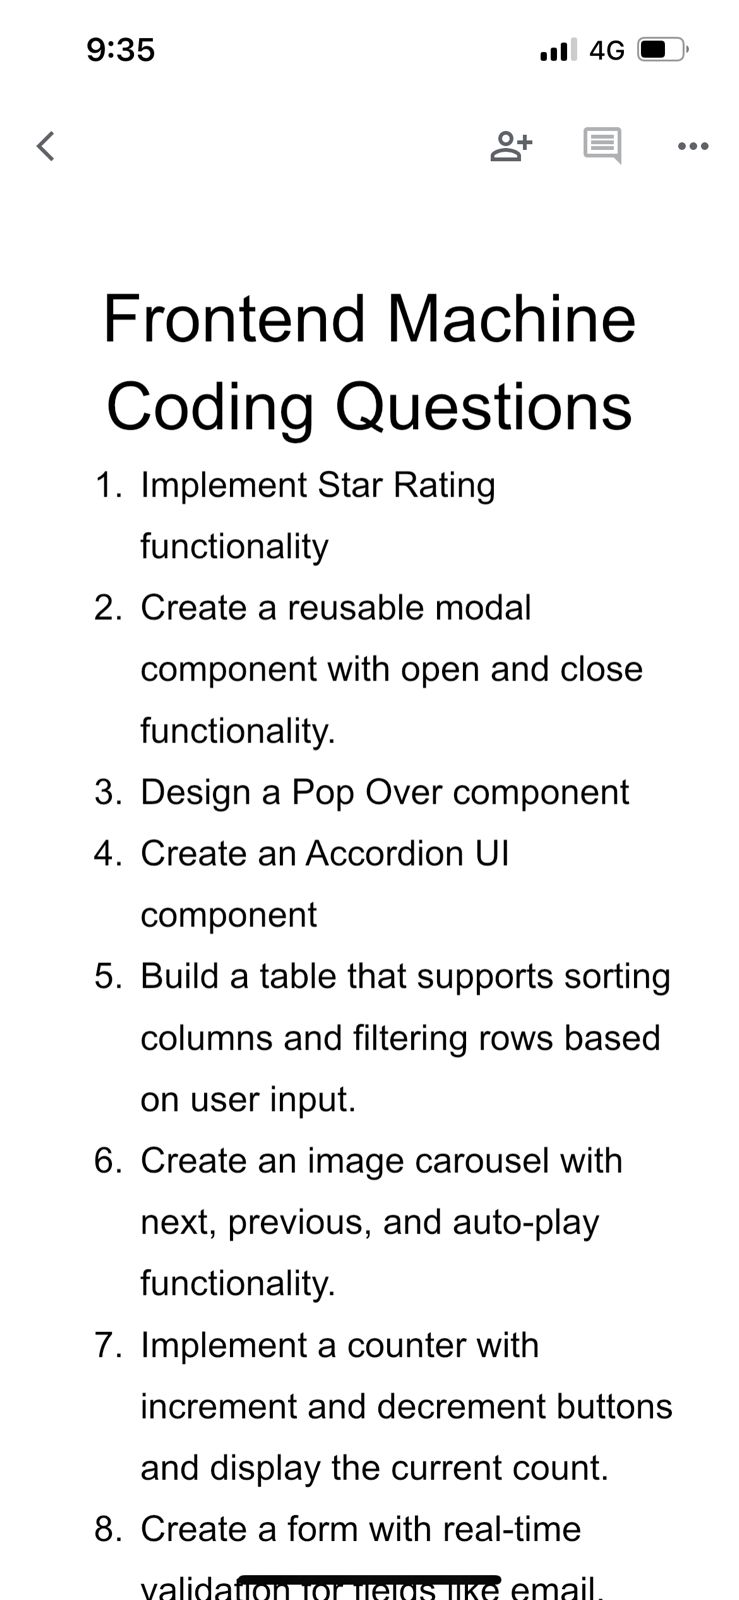 9:35
4G
Frontend Machine
Coding Questions
1. Implement Star Rating
functionality
2. Create a reusable modal
component with open and close
functionality.
3. Design a Pop Over component
4. Create an Accordion UI
component
5. Build a table that supports sorting
columns and filtering rows based
on user input.
6. Create an image carousel with
next, previous, and auto-play
functionality.
7. Implement a counter with
increment and decrement buttons
and display the current count.
8. Create a form with real-time
validation for fields like email,